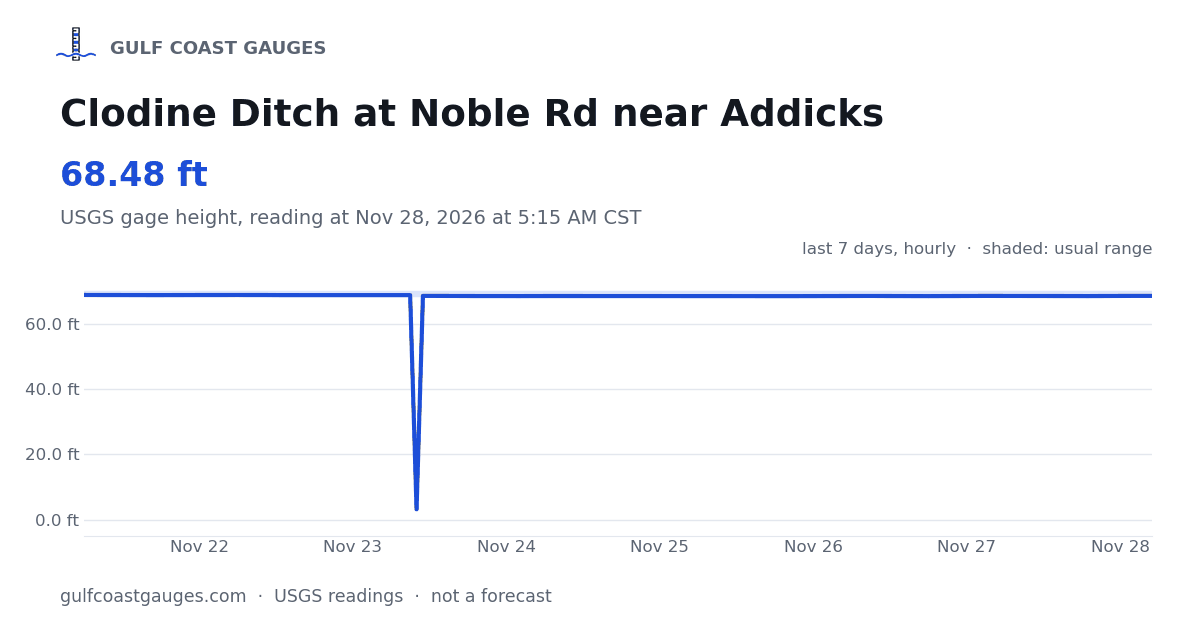 GULF COAST GAUGES
Clodine Ditch at Noble Rd near Addicks
68.48 ft
USGS gage height, reading at Nov 28, 2026 at 5:15 AM CST
last 7 days, hourly · shaded: usual range
60.0 ft
40.0 ft
20.0 ft
0.0 ft
Nov 22 Nov 23 Nov 24 Nov 25 Nov 26 Nov 27 Nov 28
gulfcoastgauges.com · USGS readings · not a forecast